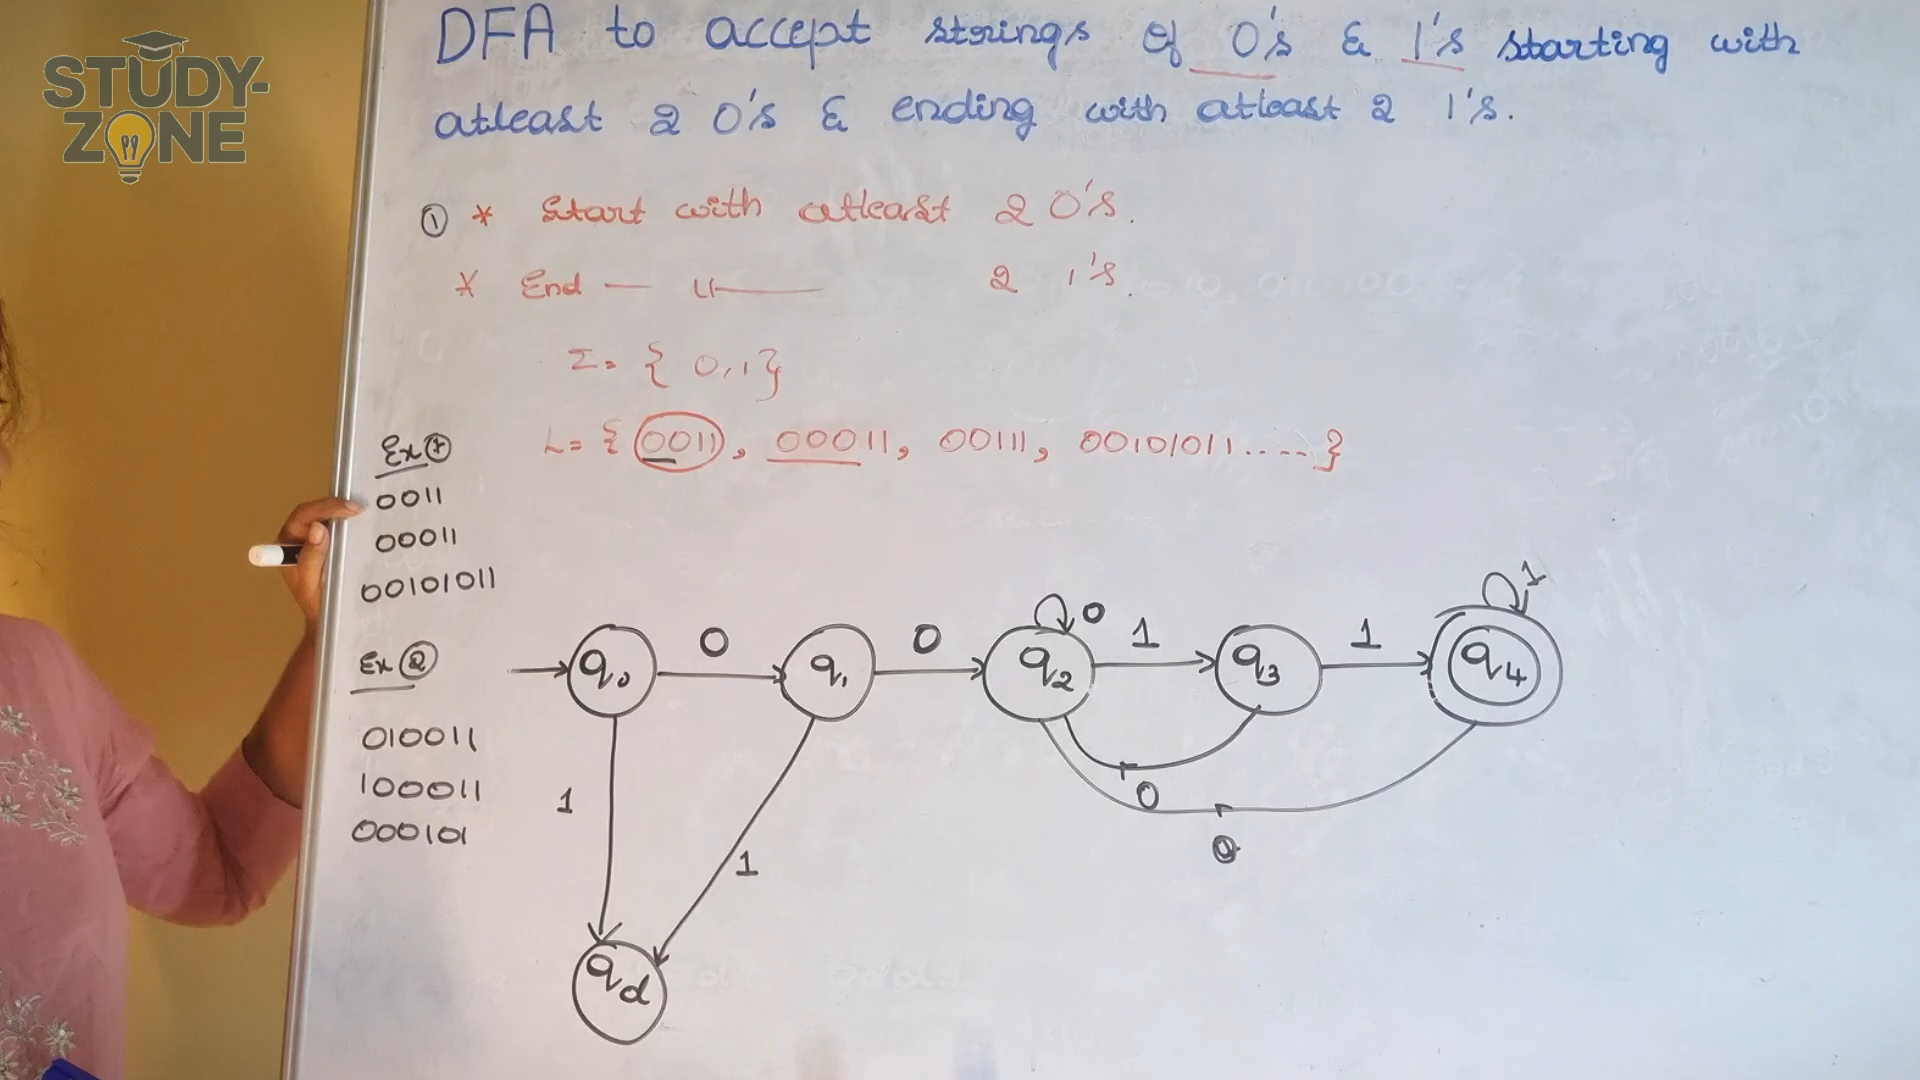 STUDY-
ZONE
DFA to accept strings of 0's & 1's starting with
atleast 2 0's & ending with atleast 2 1's.
① * Start with atleast 2 0's.
* End — u —— 2 1's.
Σ = { 0,1}
L = { 0011, 00011, 00111, 00101011..... }
Ex ①
0011
00011
00101011
Ex ②
010011
100011
000101
0 1
q0 0 q1 0 q2 1 q3 1 q4
1 0
1 0
qd